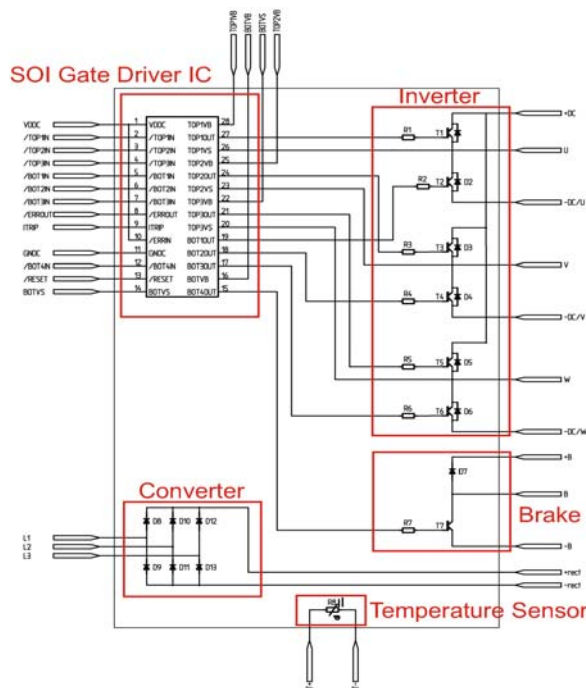 TOP1VB
BOTVB
BOTVS
TOP2VB
SOI Gate Driver IC
Inverter
VDDC 1 VDDC TOP1VB 28
/TOP1IN 2 /TOP1IN TOP1OUT 27
/TOP2IN 3 /TOP2IN TOP1VS 26
/TOP3IN 4 /TOP3IN TOP2VB 25
/BOT1IN 5 /BOT1IN TOP2OUT 24
/BOT2IN 6 /BOT2IN TOP2VS 23
/BOT3IN 7 /BOT3IN TOP3VB 22
/ERROUT 8 /ERROUT TOP3OUT 21
ITRIP 9 ITRIP TOP3VS 20
10 /ERRIN BOT1OUT 19
GNDC 11 GNDC BOT2OUT 18
/BOT4IN 12 /BOT4IN BOT3OUT 17
/RESET 13 /RESET BOTVB 16
BOTVS 14 BOTVS BOT4OUT 15
+DC
R1 T1
U
R2 T2 D2
-DC/U
R3 T3 D3
V
R4 T4 D4
-DC/V
R5 T5 D5
W
R6 T6 D6
-DC/W
+B
D7
B
Brake
R7 T7
-B
Converter
D8 D10 D12
L1
L2
L3
D9 D11 D13
+rect
-rect
Temperature Sensor
R8